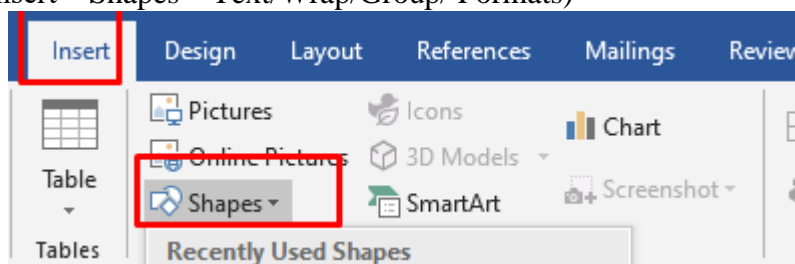 Insert – Shapes – Text/Wrap/Group/ Formats)
Insert Design Layout References Mailings Review
Pictures Icons Chart
Online Pictures 3D Models
Table Shapes SmartArt Screenshot
Tables Recently Used Shapes